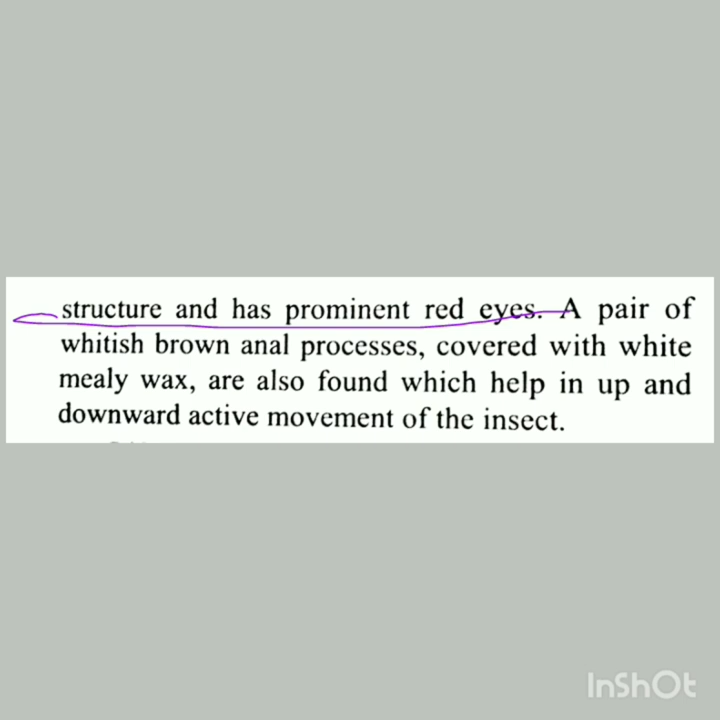 structure and has prominent red eyes. A pair of
whitish brown anal processes, covered with white
mealy wax, are also found which help in up and
downward active movement of the insect.
InShOt